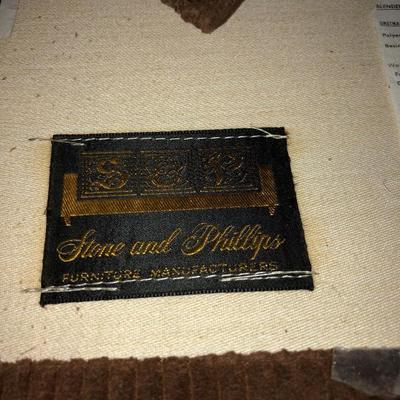 S & P
Stone and Phillips
FURNITURE MANUFACTURERS